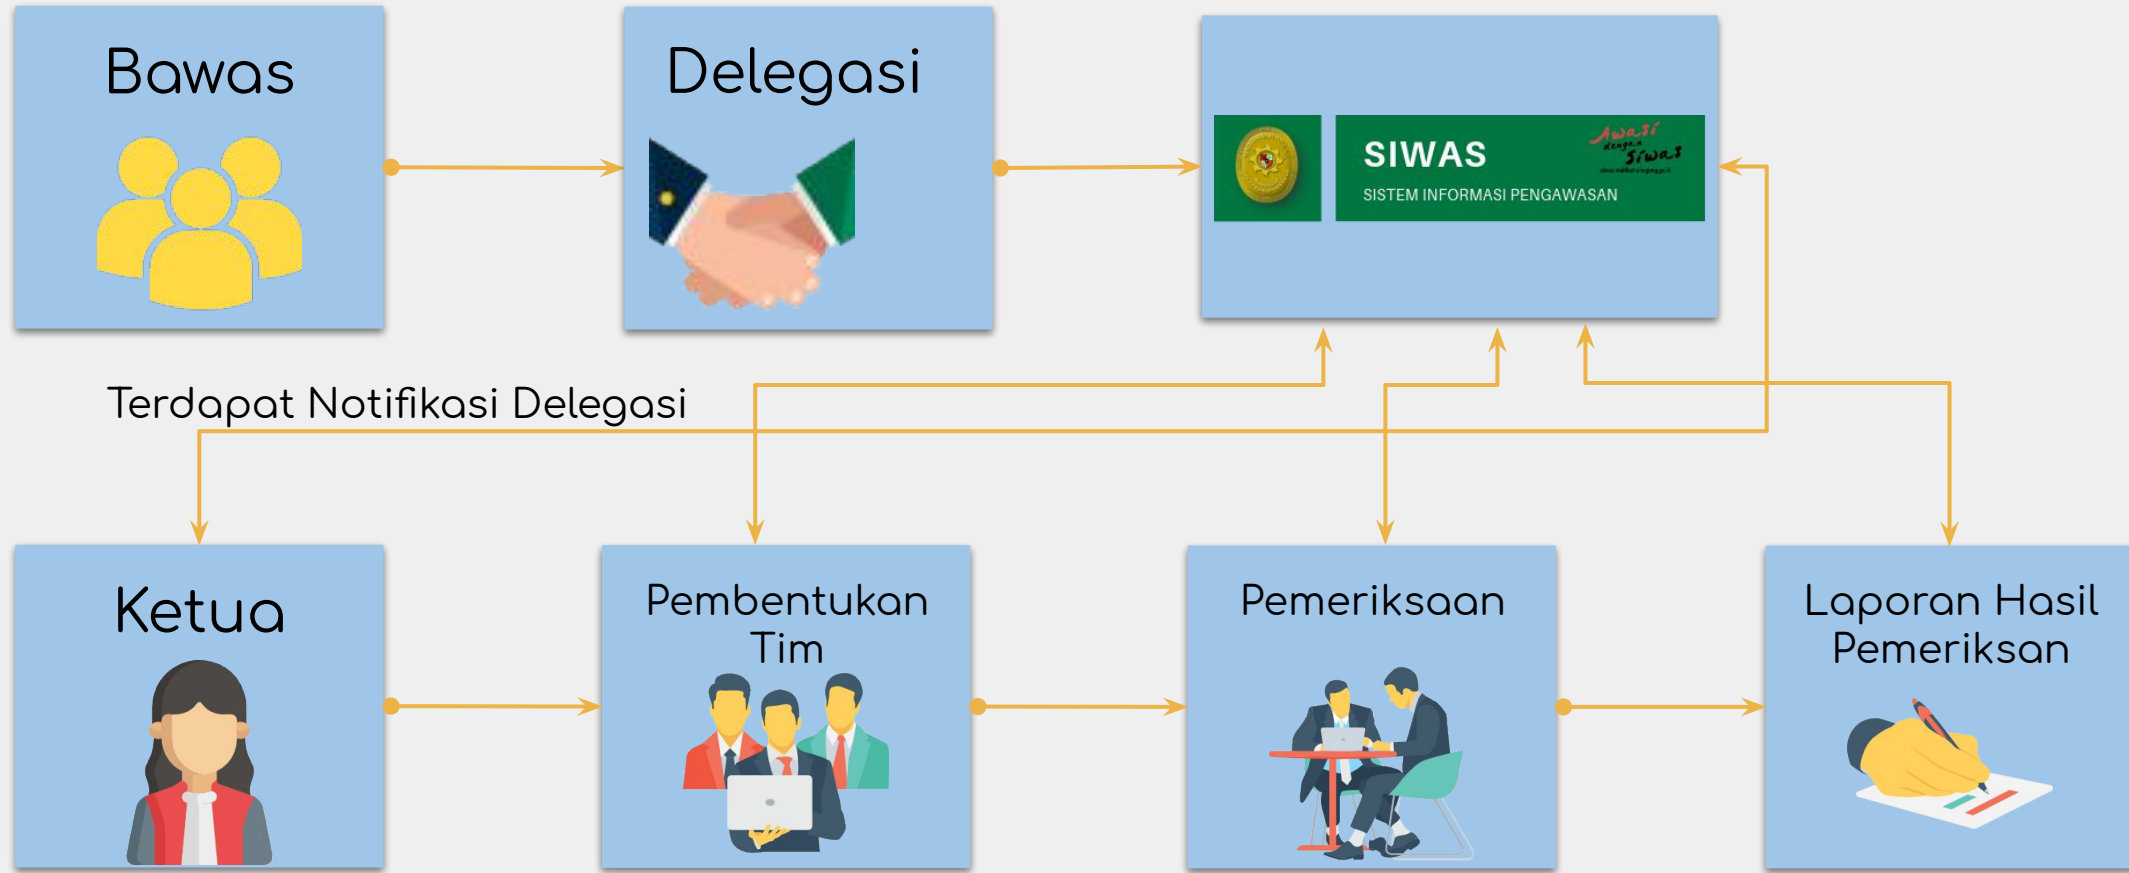 Bawas
Delegasi
SIWAS
SISTEM INFORMASI PENGAWASAN
Awasi
dengan
Siwas
Terdapat Notifikasi Delegasi
Ketua
Pembentukan
Tim
Pemeriksaan
Laporan Hasil
Pemeriksan